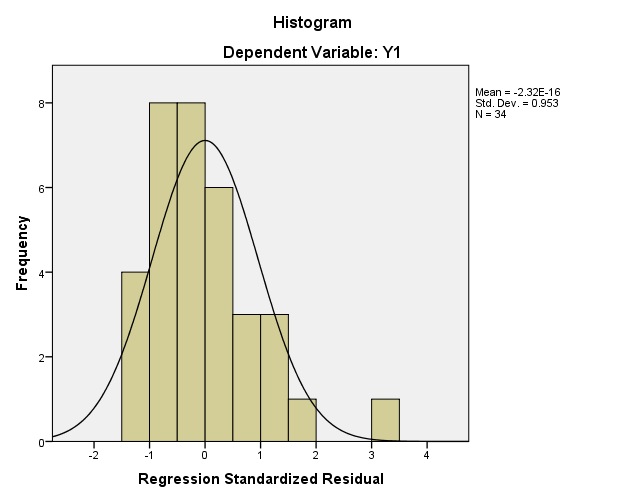 Histogram
Dependent Variable: Y1
Mean = -2.32E-16
Std. Dev. = 0.953
N = 34
Frequency
8
6
4
2
0
-2 -1 0 1 2 3 4
Regression Standardized Residual